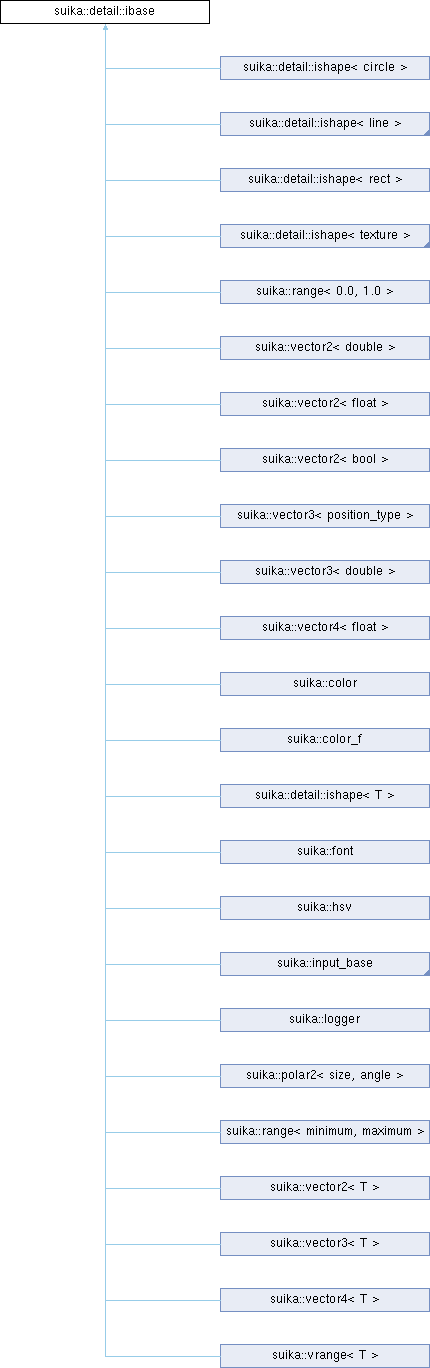 suika::detail::ibase
suika::detail::ishape< circle >
suika::detail::ishape< line >
suika::detail::ishape< rect >
suika::detail::ishape< texture >
suika::range< 0.0, 1.0 >
suika::vector2< double >
suika::vector2< float >
suika::vector2< bool >
suika::vector3< position_type >
suika::vector3< double >
suika::vector4< float >
suika::color
suika::color_f
suika::detail::ishape< T >
suika::font
suika::hsv
suika::input_base
suika::logger
suika::polar2< size, angle >
suika::range< minimum, maximum >
suika::vector2< T >
suika::vector3< T >
suika::vector4< T >
suika::vrange< T >